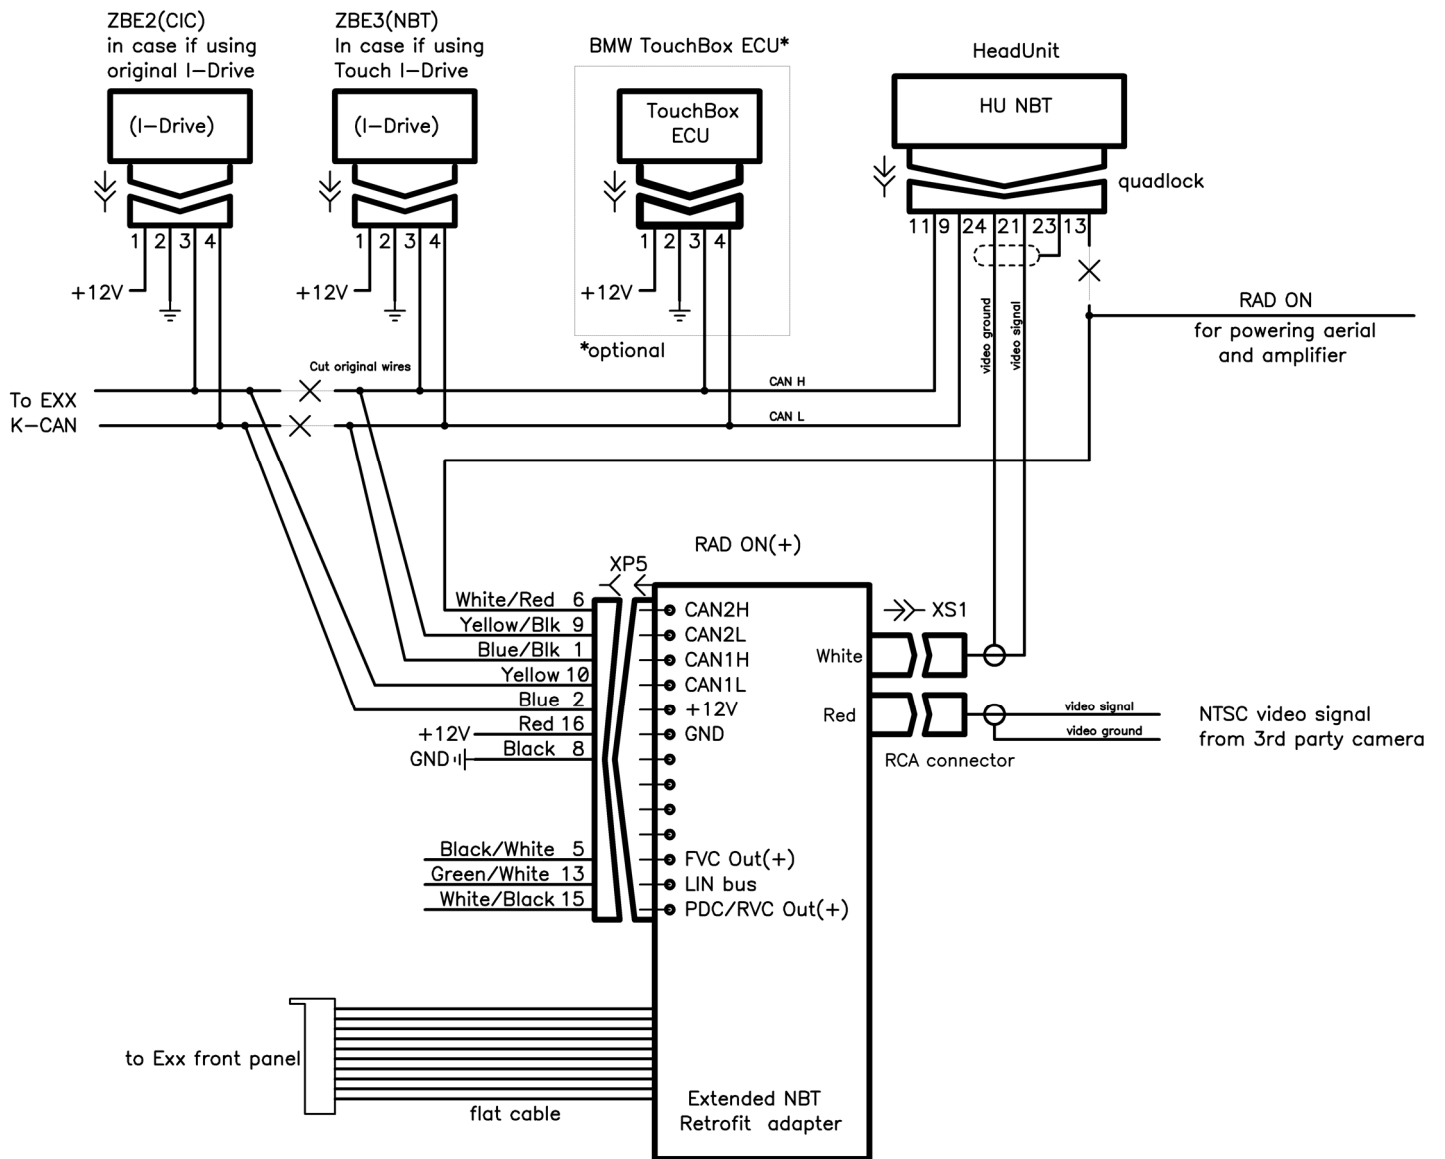 ZBE2(CIC)
in case if using
original I-Drive
(I-Drive)
1 2 3 4
+12V
ZBE3(NBT)
In case if using
Touch I-Drive
(I-Drive)
1 2 3 4
+12V
BMW TouchBox ECU*
TouchBox
ECU
1 2 3 4
+12V
*optional
HeadUnit
HU NBT
quadlock
11 9 24 21 23 13
video ground
video signal
RAD ON
for powering aerial
and amplifier
Cut original wires
CAN H
CAN L
To EXX
K-CAN
RAD ON(+)
XP5
White/Red 6
Yellow/Blk 9
Blue/Blk 1
Yellow 10
Blue 2
Red 16
+12V
Black 8
GND
Black/White 5
Green/White 13
White/Black 15
CAN2H
CAN2L
CAN1H
CAN1L
+12V
GND
FVC Out(+)
LIN bus
PDC/RVC Out(+)
XS1
White
Red
RCA connector
video signal
video ground
NTSC video signal
from 3rd party camera
to Exx front panel
flat cable
Extended NBT
Retrofit adapter